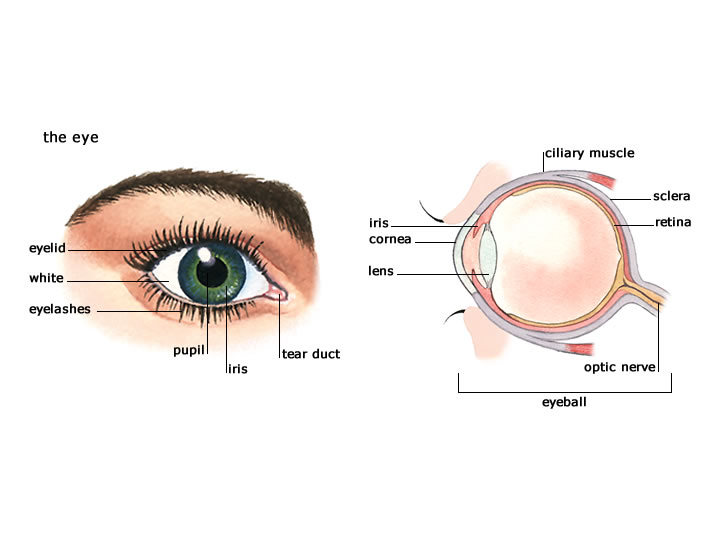 the eye
eyelid
white
eyelashes
pupil
iris
tear duct
ciliary muscle
sclera
retina
iris
cornea
lens
optic nerve
eyeball